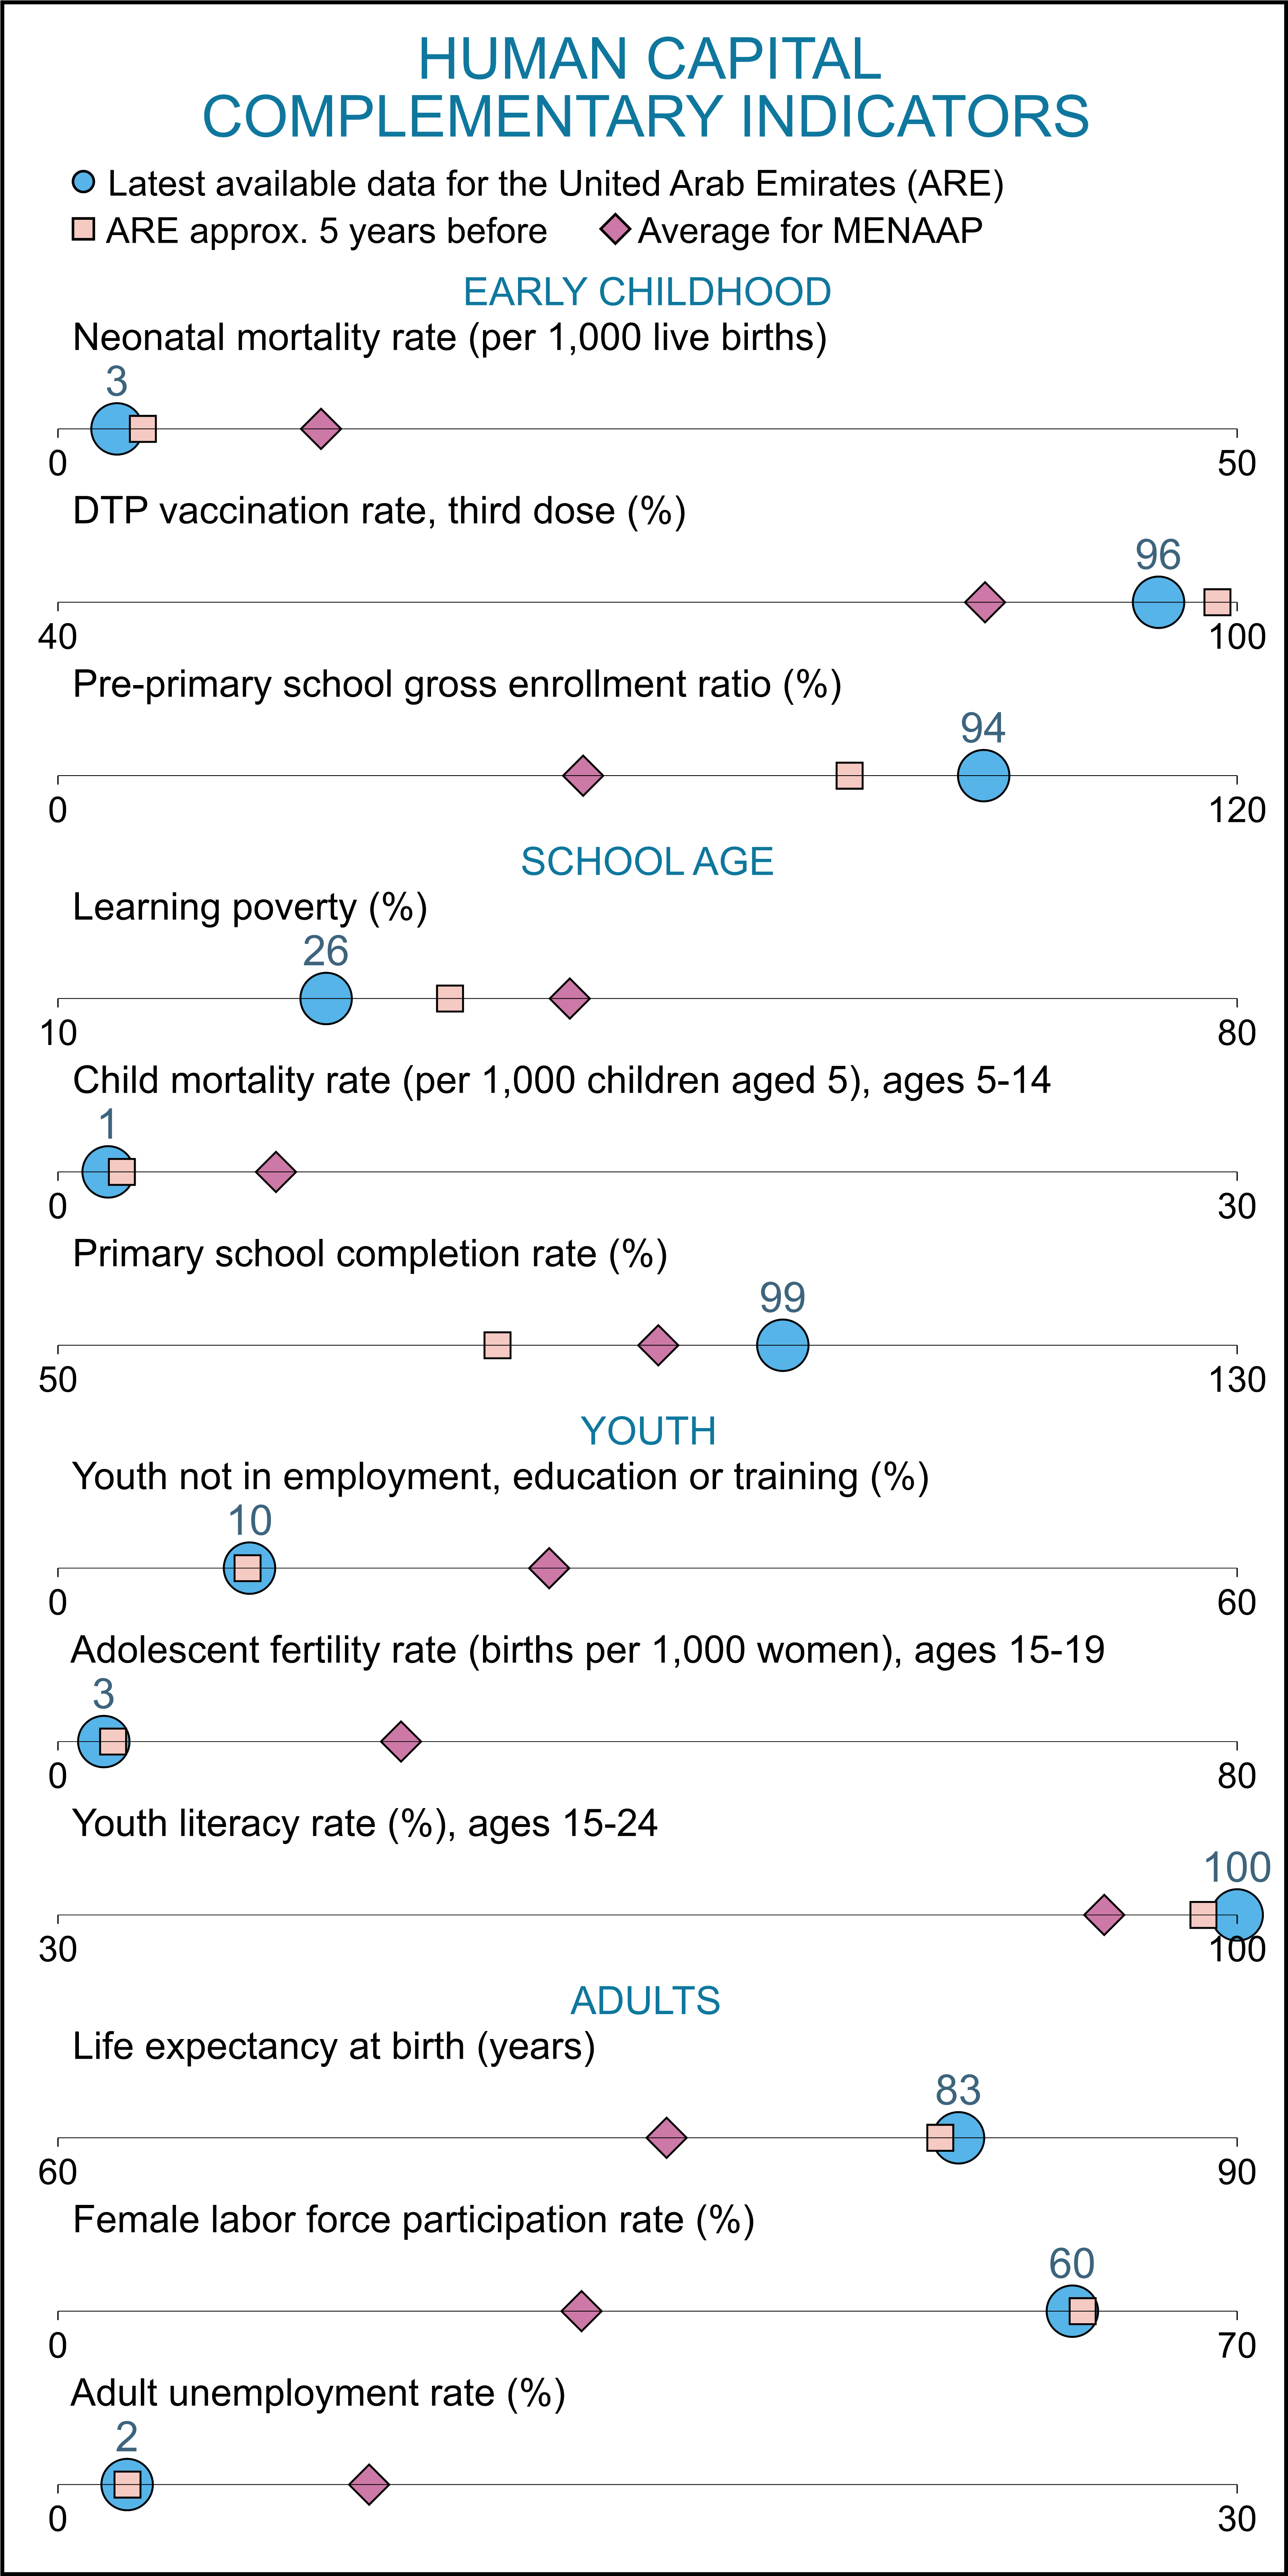 HUMAN CAPITAL
COMPLEMENTARY INDICATORS
Latest available data for the United Arab Emirates (ARE)
ARE approx. 5 years before Average for MENAAP
EARLY CHILDHOOD
Neonatal mortality rate (per 1,000 live births)
3
0 50
DTP vaccination rate, third dose (%)
96
40 100
Pre-primary school gross enrollment ratio (%)
94
0 120
SCHOOL AGE
Learning poverty (%)
26
10 80
Child mortality rate (per 1,000 children aged 5), ages 5-14
1
0 30
Primary school completion rate (%)
99
50 130
YOUTH
Youth not in employment, education or training (%)
10
0 60
Adolescent fertility rate (births per 1,000 women), ages 15-19
3
0 80
Youth literacy rate (%), ages 15-24
100
30 100
ADULTS
Life expectancy at birth (years)
83
60 90
Female labor force participation rate (%)
60
0 70
Adult unemployment rate (%)
2
0 30